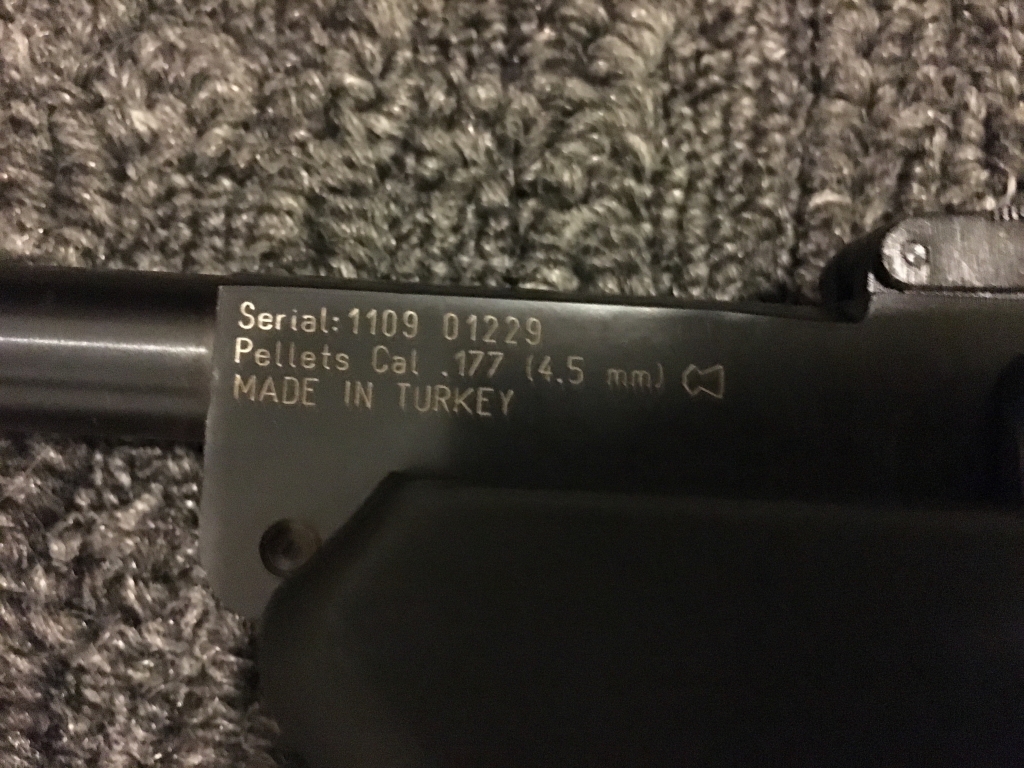 Serial: 1109 01229
Pellets Cal .177 (4.5 mm)
MADE IN TURKEY